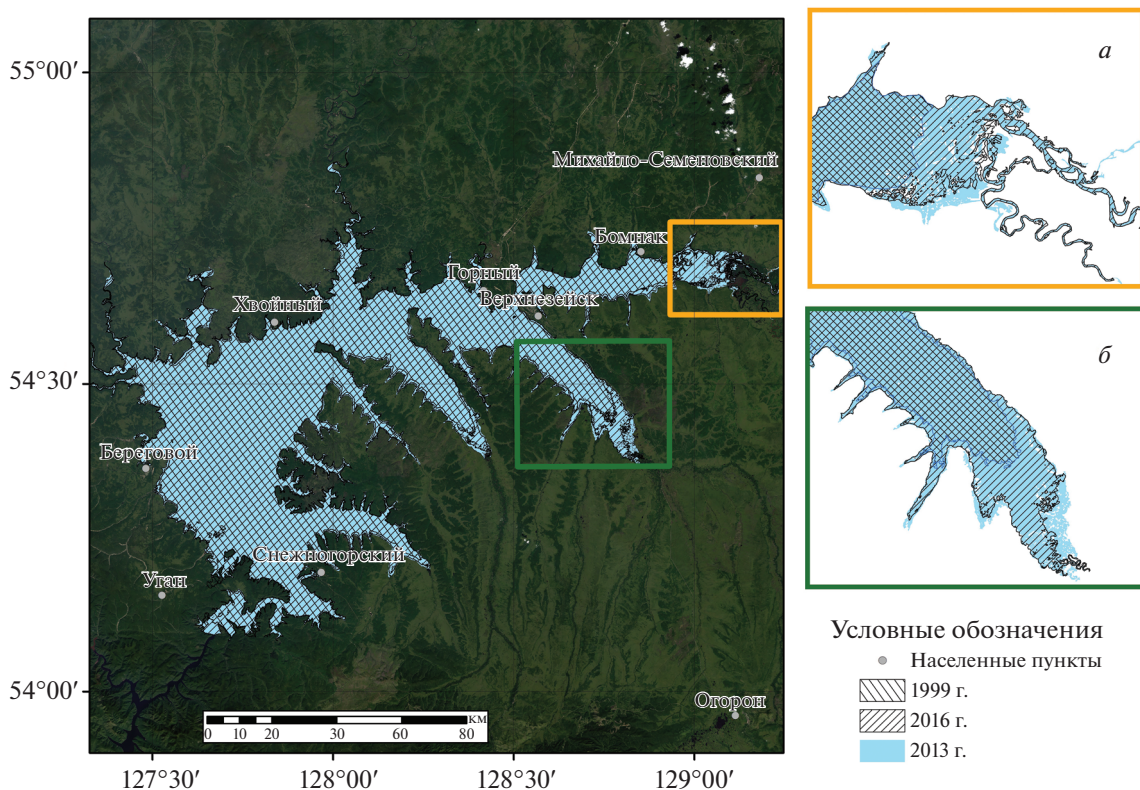 55°00′
54°30′
54°00′
Михайло-Семеновский
Бомнак
Горный
Верхнезейск
Хвойный
Береговой
Снежногорский
Уган
Огорон
км
0 10 20 30 60 80
127°30′ 128°00′ 128°30′ 129°00′
а
б
Условные обозначения
Населенные пункты
1999 г.
2016 г.
2013 г.